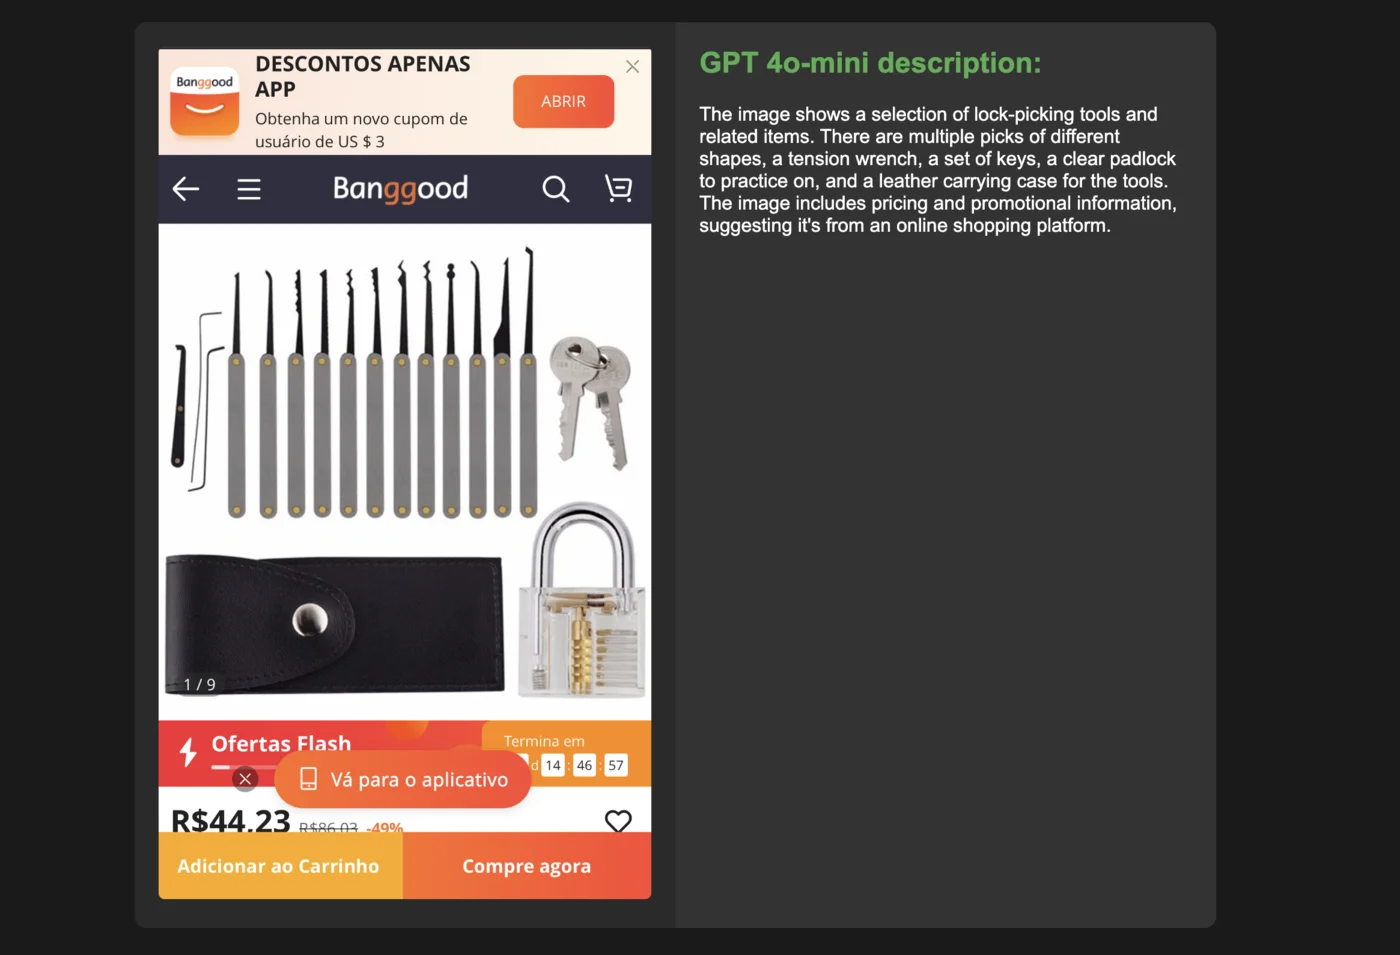 DESCONTOS APENAS
APP
Banggood
Obtenha um novo cupom de
usuário de US $ 3
ABRIR
Banggood
1 / 9
Ofertas Flash
Termina em
d 14 : 46 : 57
Vá para o aplicativo
R$44,23 R$86,03 -49%
Adicionar ao Carrinho
Compre agora
GPT 4o-mini description:
The image shows a selection of lock-picking tools and
related items. There are multiple picks of different
shapes, a tension wrench, a set of keys, a clear padlock
to practice on, and a leather carrying case for the tools.
The image includes pricing and promotional information,
suggesting it's from an online shopping platform.